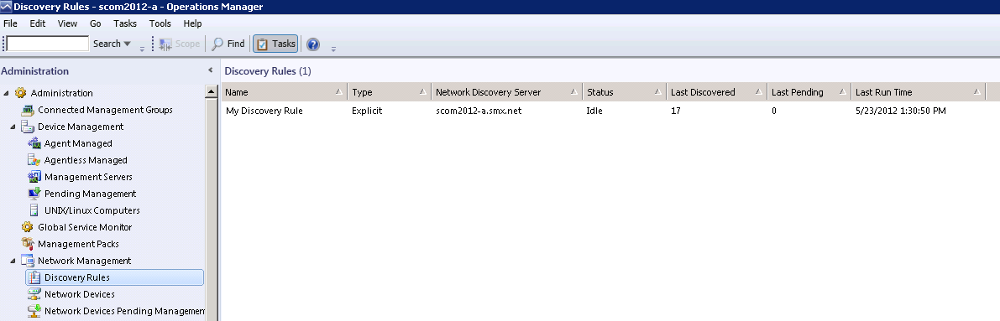 Discovery Rules - scom2012-a - Operations Manager
File Edit View Go Tasks Tools Help
Search Scope Find Tasks
Administration
Administration
Connected Management Groups
Device Management
Agent Managed
Agentless Managed
Management Servers
Pending Management
UNIX/Linux Computers
Global Service Monitor
Management Packs
Network Management
Discovery Rules
Network Devices
Network Devices Pending Managemen
Discovery Rules (1)
Name Type Network Discovery Server Status Last Discovered Last Pending Last Run Time
My Discovery Rule Explicit scom2012-a.smx.net Idle 17 0 5/23/2012 1:30:50 PM